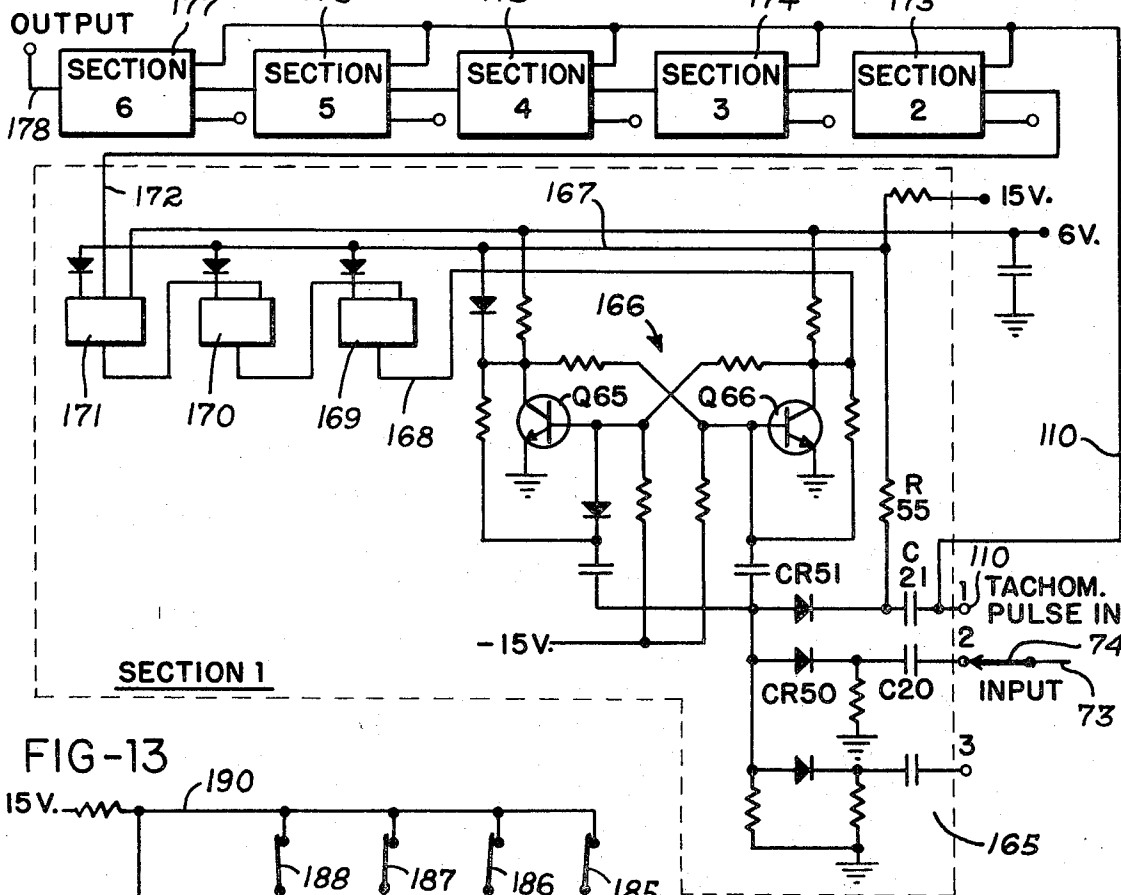 177
174
173
OUTPUT
SECTION 6
SECTION 5
SECTION 4
SECTION 3
SECTION 2
178
172
167
15V.
6V.
166
171
170
169
168
Q65
Q66
110
R
55
C
21
CR51
1
110
TACHOM.
PULSE IN
-15V.
2
74
SECTION 1
CR50
C20
INPUT
73
3
FIG-13
190
15V.
165
188
187
186
185